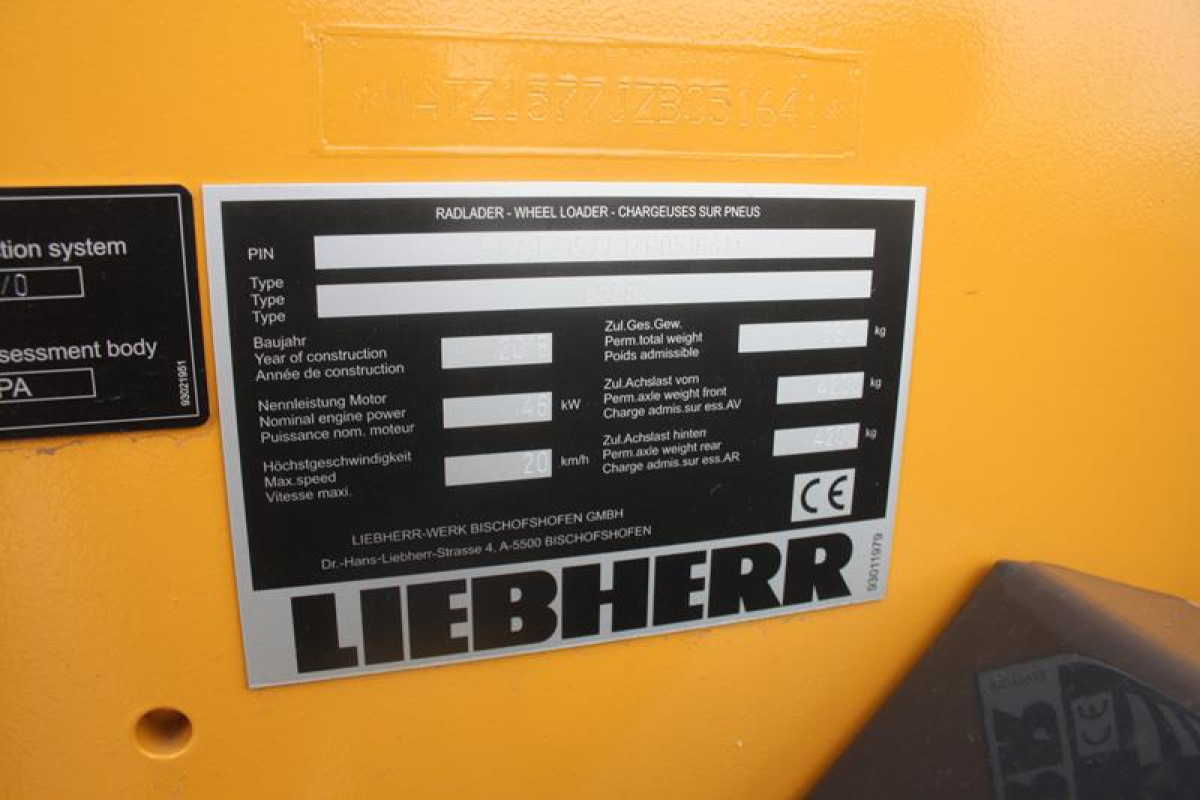 RADLADER - WHEEL LOADER - CHARGEUSES SUR PNEUS
PIN
Type
Type
Type
Baujahr
Year of construction
Année de construction
Nennleistung Motor
Nominal engine power
Puissance nom. moteur
46 kW
Höchstgeschwindigkeit
Max.speed
Vitesse maxi.
20 km/h
Zul.Ges.Gew.
Perm.total weight
Poids admissible
kg
Zul.Achslast vorn
Perm.axle weight front
Charge admis.sur ess.AV
4200 kg
Zul.Achslast hinten
Perm.axle weight rear
Charge admis.sur ess.AR
4200 kg
CE
LIEBHERR-WERK BISCHOFSHOFEN GMBH
Dr.-Hans-Liebherr-Strasse 4, A-5500 BISCHOFSHOFEN
LIEBHERR
93011979
tion system
/0
sessment body
PA
93021951